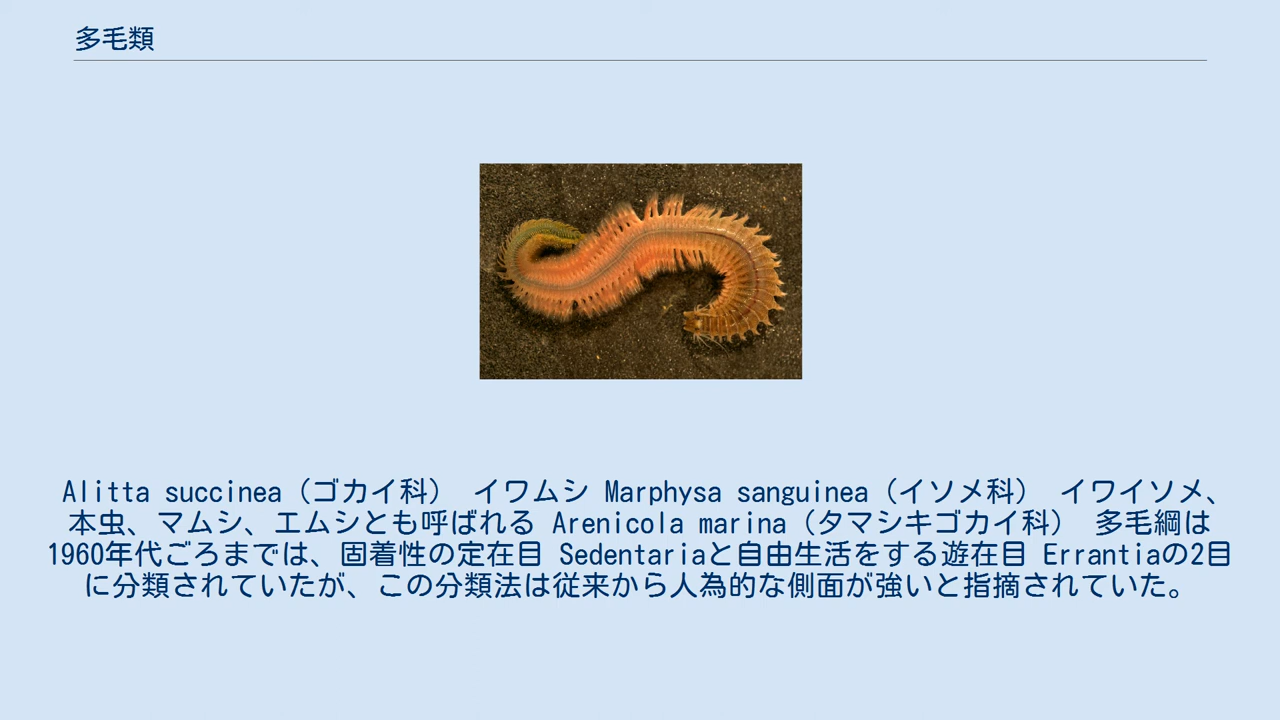 多毛類
Alitta succinea（ゴカイ科） イワムシ Marphysa sanguinea（イソメ科） イワイソメ、
本虫、マムシ、エムシとも呼ばれる Arenicola marina（タマシキゴカイ科） 多毛綱は
1960年代ごろまでは、固着性の定在目 Sedentariaと自由生活をする遊在目 Errantiaの2目
に分類されていたが、この分類法は従来から人為的な側面が強いと指摘されていた。